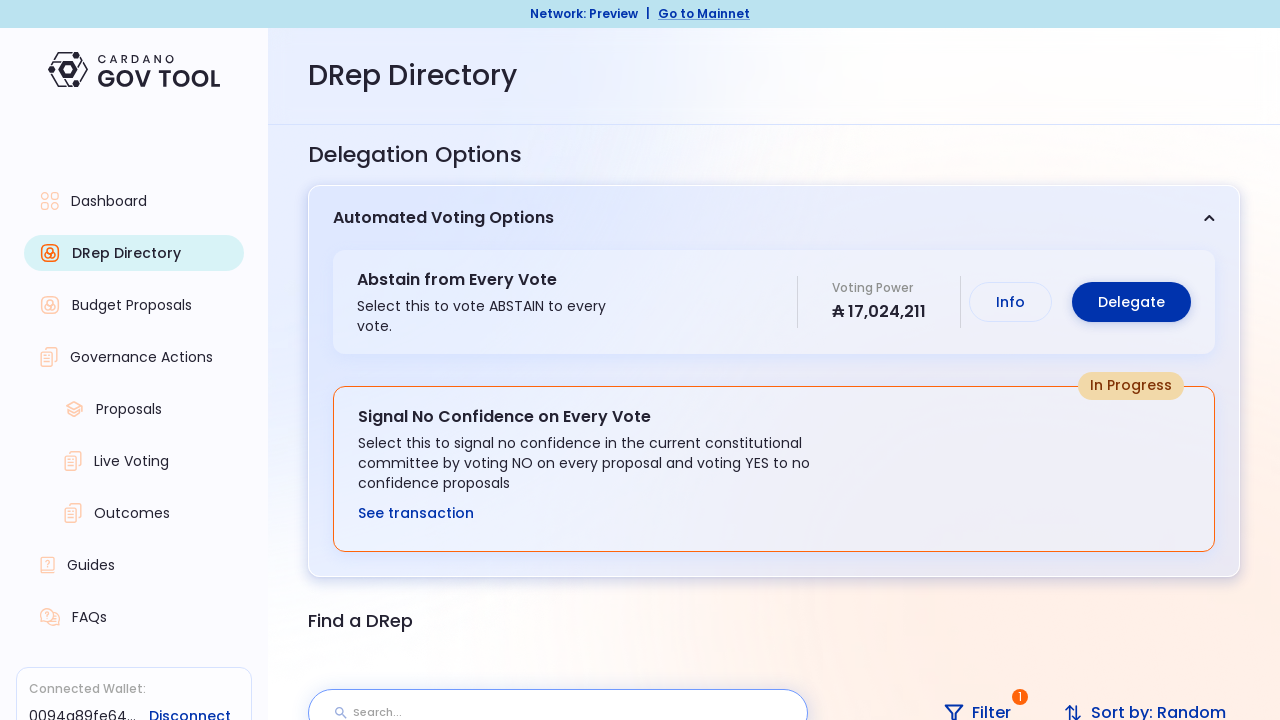 Network: Preview | Go to Mainnet
CARDANO
GOV TOOL
DRep Directory
Dashboard
DRep Directory
Budget Proposals
Governance Actions
Proposals
Live Voting
Outcomes
Guides
FAQs
Connected Wallet:
0094a89fe64... Disconnect
Delegation Options
Automated Voting Options
Abstain from Every Vote
Select this to vote ABSTAIN to every
vote.
Voting Power
₳ 17,024,211
Info
Delegate
In Progress
Signal No Confidence on Every Vote
Select this to signal no confidence in the current constitutional
committee by voting NO on every proposal and voting YES to no
confidence proposals
See transaction
Find a DRep
Search...
Filter 1
Sort by: Random